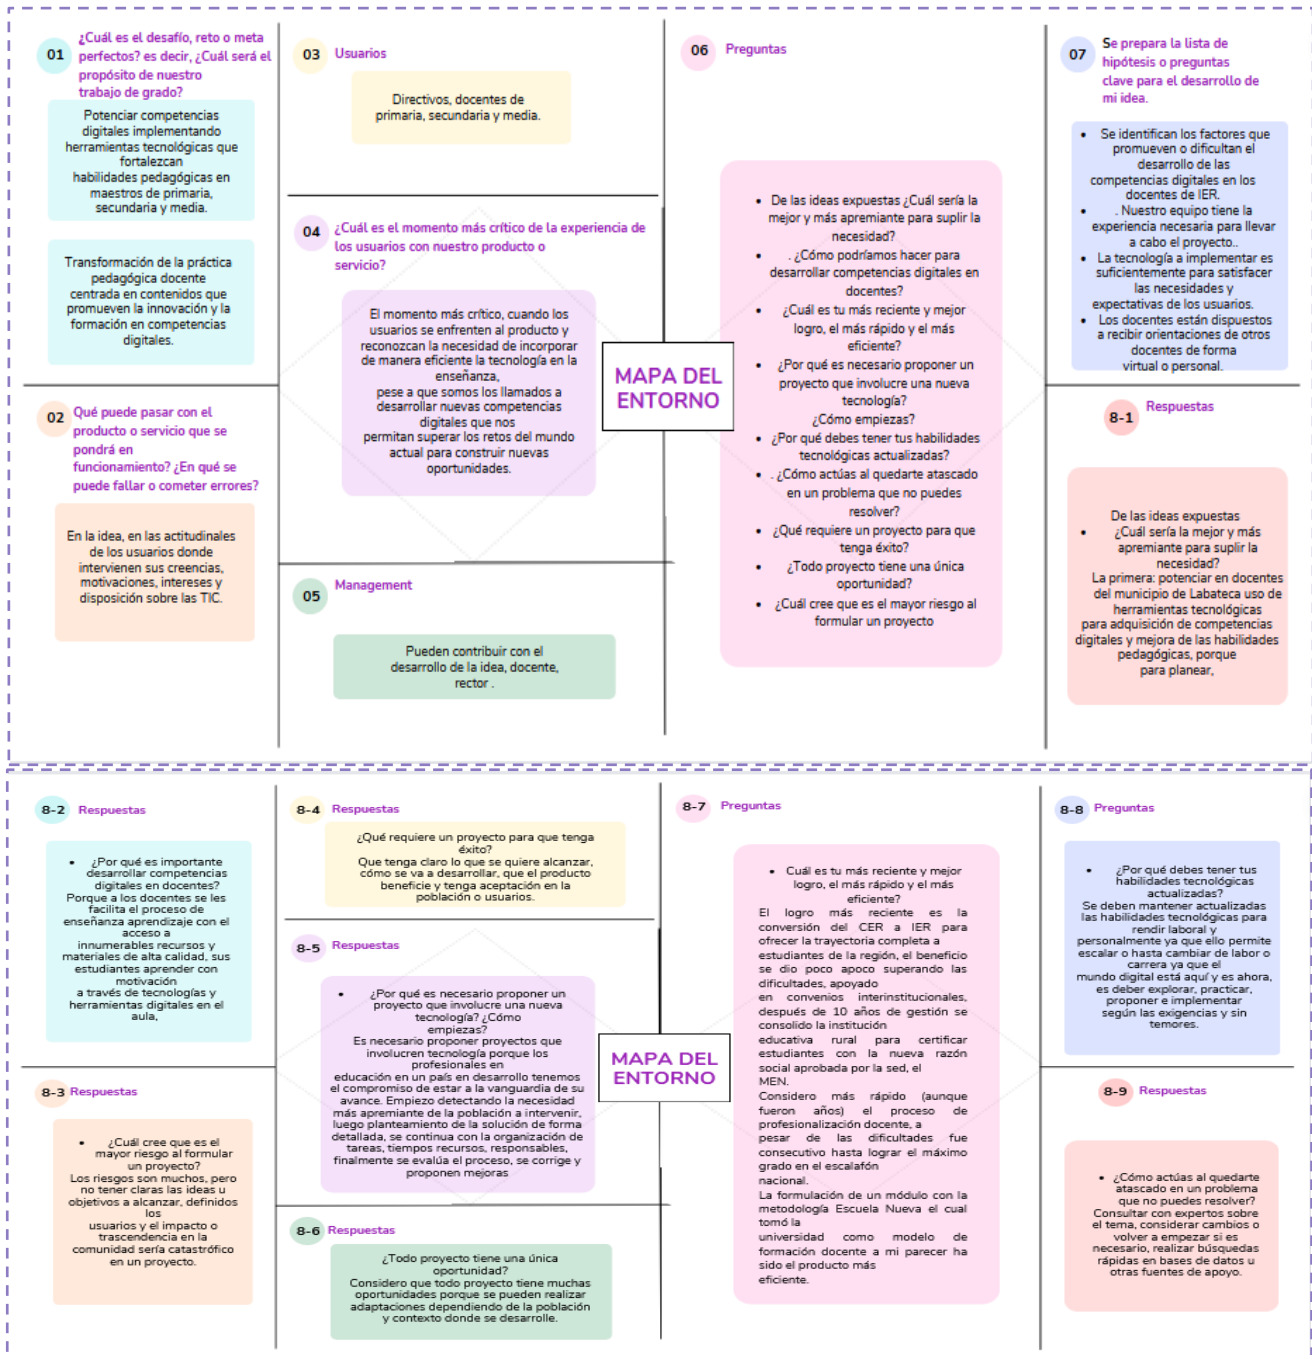 01
¿Cuál es el desafío, reto o meta
perfectos? es decir, ¿Cuál será el
propósito de nuestro
trabajo de grado?
Potenciar competencias
digitales implementando
herramientas tecnológicas que
fortalezcan
habilidades pedagógicas en
maestros de primaria,
secundaria y media.
Transformación de la práctica
pedagógica docente
centrada en contenidos que
promueven la innovación y la
formación en competencias
digitales.
02
Qué puede pasar con el
producto o servicio que se
pondrá en
funcionamiento? ¿En qué se
puede fallar o cometer errores?
En la idea, en las actitudinales
de los usuarios donde
intervienen sus creencias,
motivaciones, intereses y
disposición sobre las TIC.
03
Usuarios
Directivos, docentes de
primaria, secundaria y media.
04
¿Cuál es el momento más crítico de la experiencia de
los usuarios con nuestro producto o
servicio?
El momento más crítico, cuando los
usuarios se enfrenten al producto y
reconozcan la necesidad de incorporar
de manera eficiente la tecnología en la
enseñanza,
pese a que somos los llamados a
desarrollar nuevas competencias
digitales que nos
permitan superar los retos del mundo
actual para construir nuevas
oportunidades.
05
Management
Pueden contribuir con el
desarrollo de la idea, docente,
rector .
MAPA DEL
ENTORNO
06
Preguntas
• De las ideas expuestas ¿Cuál sería la
mejor y más apremiante para suplir la
necesidad?
• . ¿Cómo podríamos hacer para
desarrollar competencias digitales en
docentes?
• ¿Cuál es tu más reciente y mejor
logro, el más rápido y el más
eficiente?
• ¿Por qué es necesario proponer un
proyecto que involucre una nueva
tecnología?
¿Cómo empiezas?
• ¿Por qué debes tener tus habilidades
tecnológicas actualizadas?
• . ¿Cómo actúas al quedarte atascado
en un problema que no puedes
resolver?
• ¿Qué requiere un proyecto para que
tenga éxito?
• ¿Todo proyecto tiene una única
oportunidad?
• ¿Cuál cree que es el mayor riesgo al
formular un proyecto
07
Se prepara la lista de
hipótesis o preguntas
clave para el desarrollo de
mi idea.
• Se identifican los factores que
promueven o dificultan el
desarrollo de las
competencias digitales en los
docentes de IER.
• . Nuestro equipo tiene la
experiencia necesaria para llevar
a cabo el proyecto..
• La tecnología a implementar es
suficientemente para satisfacer
las necesidades y
expectativas de los usuarios.
• Los docentes están dispuestos
a recibir orientaciones de otros
docentes de forma
virtual o personal.
8-1
Respuestas
De las ideas expuestas
• ¿Cuál sería la mejor y más
apremiante para suplir la
necesidad?
La primera: potenciar en docentes
del municipio de Labateca uso de
herramientas tecnológicas
para adquisición de competencias
digitales y mejora de las habilidades
pedagógicas, porque
para planear,
8-2
Respuestas
• ¿Por qué es importante
desarrollar competencias
digitales en docentes?
Porque a los docentes se les
facilita el proceso de
enseñanza aprendizaje con el
acceso a
innumerables recursos y
materiales de alta calidad, sus
estudiantes aprender con
motivación
a través de tecnologías y
herramientas digitales en el
aula,
8-3
Respuestas
• ¿Cuál cree que es el
mayor riesgo al formular
un proyecto?
Los riesgos son muchos, pero
no tener claras las ideas u
objetivos a alcanzar, definidos
los
usuarios y el impacto o
trascendencia en la
comunidad sería catastrófico
en un proyecto.
8-4
Respuestas
¿Qué requiere un proyecto para que tenga
éxito?
Que tenga claro lo que se quiere alcanzar,
cómo se va a desarrollar, que el producto
beneficie y tenga aceptación en la
población o usuarios.
8-5
Respuestas
• ¿Por qué es necesario proponer un
proyecto que involucre una nueva
tecnología? ¿Cómo
empiezas?
Es necesario proponer proyectos que
involucren tecnología porque los
profesionales en
educación en un país en desarrollo tenemos
el compromiso de estar a la vanguardia de su
avance. Empiezo detectando la necesidad
más apremiante de la población a intervenir,
luego planteamiento de la solución de forma
detallada, se continua con la organización de
tareas, tiempos recursos, responsables,
finalmente se evalúa el proceso, se corrige y
proponen mejoras
8-6
Respuestas
¿Todo proyecto tiene una única
oportunidad?
Considero que todo proyecto tiene muchas
oportunidades porque se pueden realizar
adaptaciones dependiendo de la población
y contexto donde se desarrolle.
MAPA DEL
ENTORNO
8-7
Preguntas
• Cuál es tu más reciente y mejor
logro, el más rápido y el más
eficiente?
El logro más reciente es la
conversión del CER a IER para
ofrecer la trayectoria completa a
estudiantes de la región, el beneficio
se dio poco apoco superando las
dificultades, apoyado
en convenios interinstitucionales,
después de 10 años de gestión se
consolido la institución
educativa rural para certificar
estudiantes con la nueva razón
social aprobada por la sed, el
MEN.
Considero más rápido (aunque
fueron años) el proceso de
profesionalización docente, a
pesar de las dificultades fue
consecutivo hasta lograr el máximo
grado en el escalafón
nacional.
La formulación de un módulo con la
metodología Escuela Nueva el cual
tomó la
universidad como modelo de
formación docente a mi parecer ha
sido el producto más
eficiente.
8-8
Preguntas
• ¿Por qué debes tener tus
habilidades tecnológicas
actualizadas?
Se deben mantener actualizadas
las habilidades tecnológicas para
rendir laboral y
personalmente ya que ello permite
escalar o hasta cambiar de labor o
carrera ya que el
mundo digital está aquí y es ahora,
es deber explorar, practicar,
proponer e implementar
según las exigencias y sin
temores.
8-9
Respuestas
• ¿Cómo actúas al quedarte
atascado en un problema
que no puedes resolver?
Consultar con expertos sobre
el tema, considerar cambios o
volver a empezar si es
necesario, realizar búsquedas
rápidas en bases de datos u
otras fuentes de apoyo.